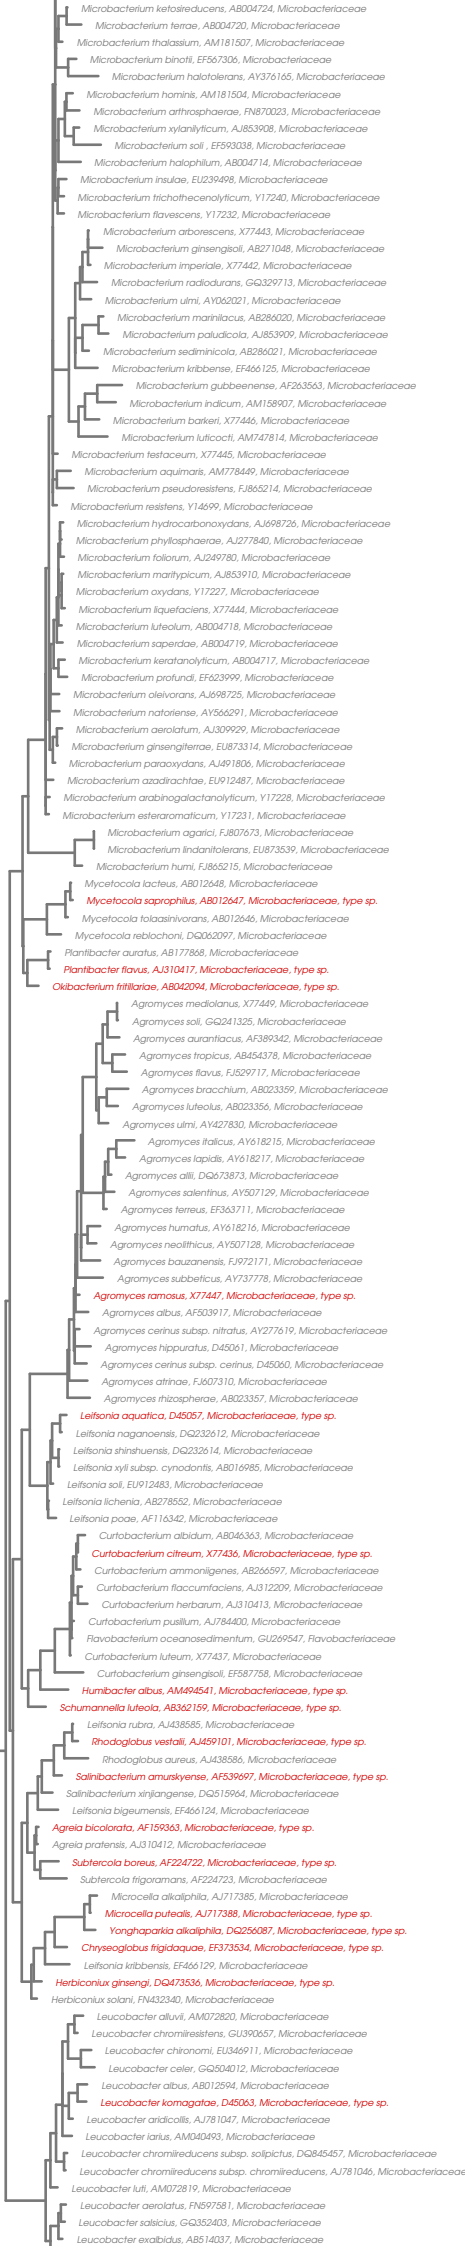 Microbacterium ketosireducens, AB004724, Microbacteriaceae
Microbacterium terrae, AB004720, Microbacteriaceae
Microbacterium thalassium, AM181507, Microbacteriaceae
Microbacterium binotii, EF567306, Microbacteriaceae
Microbacterium halotolerans, AY376165, Microbacteriaceae
Microbacterium hominis, AM181504, Microbacteriaceae
Microbacterium arthrosphaerae, FN870023, Microbacteriaceae
Microbacterium xylanilyticum, AJ853908, Microbacteriaceae
Microbacterium soli , EF593038, Microbacteriaceae
Microbacterium halophilum, AB004714, Microbacteriaceae
Microbacterium insulae, EU239498, Microbacteriaceae
Microbacterium trichothecenolyticum, Y17240, Microbacteriaceae
Microbacterium flavescens, Y17232, Microbacteriaceae
Microbacterium arborescens, X77443, Microbacteriaceae
Microbacterium ginsengisoli, AB271048, Microbacteriaceae
Microbacterium imperiale, X77442, Microbacteriaceae
Microbacterium radiodurans, GQ329713, Microbacteriaceae
Microbacterium ulmi, AY062021, Microbacteriaceae
Microbacterium marinilacus, AB286020, Microbacteriaceae
Microbacterium paludicola, AJ853909, Microbacteriaceae
Microbacterium sediminicola, AB286021, Microbacteriaceae
Microbacterium kribbense, EF466125, Microbacteriaceae
Microbacterium gubbeenense, AF263563, Microbacteriaceae
Microbacterium indicum, AM158907, Microbacteriaceae
Microbacterium barkeri, X77446, Microbacteriaceae
Microbacterium luticocti, AM747814, Microbacteriaceae
Microbacterium testaceum, X77445, Microbacteriaceae
Microbacterium aquimaris, AM778449, Microbacteriaceae
Microbacterium pseudoresistens, FJ865214, Microbacteriaceae
Microbacterium resistens, Y14699, Microbacteriaceae
Microbacterium hydrocarbonoxydans, AJ698726, Microbacteriaceae
Microbacterium phyllosphaerae, AJ277840, Microbacteriaceae
Microbacterium foliorum, AJ249780, Microbacteriaceae
Microbacterium maritypicum, AJ853910, Microbacteriaceae
Microbacterium oxydans, Y17227, Microbacteriaceae
Microbacterium liquefaciens, X77444, Microbacteriaceae
Microbacterium luteolum, AB004718, Microbacteriaceae
Microbacterium saperdae, AB004719, Microbacteriaceae
Microbacterium keratanolyticum, AB004717, Microbacteriaceae
Microbacterium profundi, EF623999, Microbacteriaceae
Microbacterium oleivorans, AJ698725, Microbacteriaceae
Microbacterium natoriense, AY566291, Microbacteriaceae
Microbacterium aerolatum, AJ309929, Microbacteriaceae
Microbacterium ginsengiterrae, EU873314, Microbacteriaceae
Microbacterium paraoxydans, AJ491806, Microbacteriaceae
Microbacterium azadirachtae, EU912487, Microbacteriaceae
Microbacterium arabinogalactanolyticum, Y17228, Microbacteriaceae
Microbacterium esteraromaticum, Y17231, Microbacteriaceae
Microbacterium agarici, FJ807673, Microbacteriaceae
Microbacterium lindanitolerans, EU873539, Microbacteriaceae
Microbacterium humi, FJ865215, Microbacteriaceae
Mycetocola lacteus, AB012648, Microbacteriaceae
Mycetocola saprophilus, AB012647, Microbacteriaceae, type sp.
Mycetocola tolaasinivorans, AB012646, Microbacteriaceae
Mycetocola reblochoni, DQ062097, Microbacteriaceae
Plantibacter auratus, AB177868, Microbacteriaceae
Plantibacter flavus, AJ310417, Microbacteriaceae, type sp.
Okibacterium fritillariae, AB042094, Microbacteriaceae, type sp.
Agromyces mediolanus, X77449, Microbacteriaceae
Agromyces soli, GQ241325, Microbacteriaceae
Agromyces aurantiacus, AF389342, Microbacteriaceae
Agromyces tropicus, AB454378, Microbacteriaceae
Agromyces flavus, FJ529717, Microbacteriaceae
Agromyces bracchium, AB023359, Microbacteriaceae
Agromyces luteolus, AB023356, Microbacteriaceae
Agromyces ulmi, AY427830, Microbacteriaceae
Agromyces italicus, AY618215, Microbacteriaceae
Agromyces lapidis, AY618217, Microbacteriaceae
Agromyces allii, DQ673873, Microbacteriaceae
Agromyces salentinus, AY507129, Microbacteriaceae
Agromyces terreus, EF363711, Microbacteriaceae
Agromyces humatus, AY618216, Microbacteriaceae
Agromyces neolithicus, AY507128, Microbacteriaceae
Agromyces bauzanensis, FJ972171, Microbacteriaceae
Agromyces subbeticus, AY737778, Microbacteriaceae
Agromyces ramosus, X77447, Microbacteriaceae, type sp.
Agromyces albus, AF503917, Microbacteriaceae
Agromyces cerinus subsp. nitratus, AY277619, Microbacteriaceae
Agromyces hippuratus, D45061, Microbacteriaceae
Agromyces cerinus subsp. cerinus, D45060, Microbacteriaceae
Agromyces atrinae, FJ607310, Microbacteriaceae
Agromyces rhizospherae, AB023357, Microbacteriaceae
Leifsonia aquatica, D45057, Microbacteriaceae, type sp.
Leifsonia naganoensis, DQ232612, Microbacteriaceae
Leifsonia shinshuensis, DQ232614, Microbacteriaceae
Leifsonia xyli subsp. cynodontis, AB016985, Microbacteriaceae
Leifsonia soli, EU912483, Microbacteriaceae
Leifsonia lichenia, AB278552, Microbacteriaceae
Leifsonia poae, AF116342, Microbacteriaceae
Curtobacterium albidum, AB046363, Microbacteriaceae
Curtobacterium citreum, X77436, Microbacteriaceae, type sp.
Curtobacterium ammoniigenes, AB266597, Microbacteriaceae
Curtobacterium flaccumfaciens, AJ312209, Microbacteriaceae
Curtobacterium herbarum, AJ310413, Microbacteriaceae
Curtobacterium pusillum, AJ784400, Microbacteriaceae
Flavobacterium oceanosedimentum, GU269547, Flavobacteriaceae
Curtobacterium luteum, X77437, Microbacteriaceae
Curtobacterium ginsengisoli, EF587758, Microbacteriaceae
Humibacter albus, AM494541, Microbacteriaceae, type sp.
Schumannella luteola, AB362159, Microbacteriaceae, type sp.
Leifsonia rubra, AJ438585, Microbacteriaceae
Rhodoglobus vestalii, AJ459101, Microbacteriaceae, type sp.
Rhodoglobus aureus, AJ438586, Microbacteriaceae
Salinibacterium amurskyense, AF539697, Microbacteriaceae, type sp.
Salinibacterium xinjiangense, DQ515964, Microbacteriaceae
Leifsonia bigeumensis, EF466124, Microbacteriaceae
Agreia bicolorata, AF159363, Microbacteriaceae, type sp.
Agreia pratensis, AJ310412, Microbacteriaceae
Subtercola boreus, AF224722, Microbacteriaceae, type sp.
Subtercola frigoramans, AF224723, Microbacteriaceae
Microcella alkaliphila, AJ717385, Microbacteriaceae
Microcella putealis, AJ717388, Microbacteriaceae, type sp.
Yonghaparkia alkaliphila, DQ256087, Microbacteriaceae, type sp.
Chryseoglobus frigidaquae, EF373534, Microbacteriaceae, type sp.
Leifsonia kribbensis, EF466129, Microbacteriaceae
Herbiconiux ginsengi, DQ473536, Microbacteriaceae, type sp.
Herbiconiux solani, FN432340, Microbacteriaceae
Leucobacter alluvii, AM072820, Microbacteriaceae
Leucobacter chromiiresistens, GU390657, Microbacteriaceae
Leucobacter chironomi, EU346911, Microbacteriaceae
Leucobacter celer, GQ504012, Microbacteriaceae
Leucobacter albus, AB012594, Microbacteriaceae
Leucobacter komagatae, D45063, Microbacteriaceae, type sp.
Leucobacter aridicollis, AJ781047, Microbacteriaceae
Leucobacter iarius, AM040493, Microbacteriaceae
Leucobacter chromiireducens subsp. solipictus, DQ845457, Microbacteriaceae
Leucobacter chromiireducens subsp. chromiireducens, AJ781046, Microbacteriaceae
Leucobacter luti, AM072819, Microbacteriaceae
Leucobacter aerolatus, FN597581, Microbacteriaceae
Leucobacter salsicius, GQ352403, Microbacteriaceae
Leucobacter exalbidus, AB514037, Microbacteriaceae